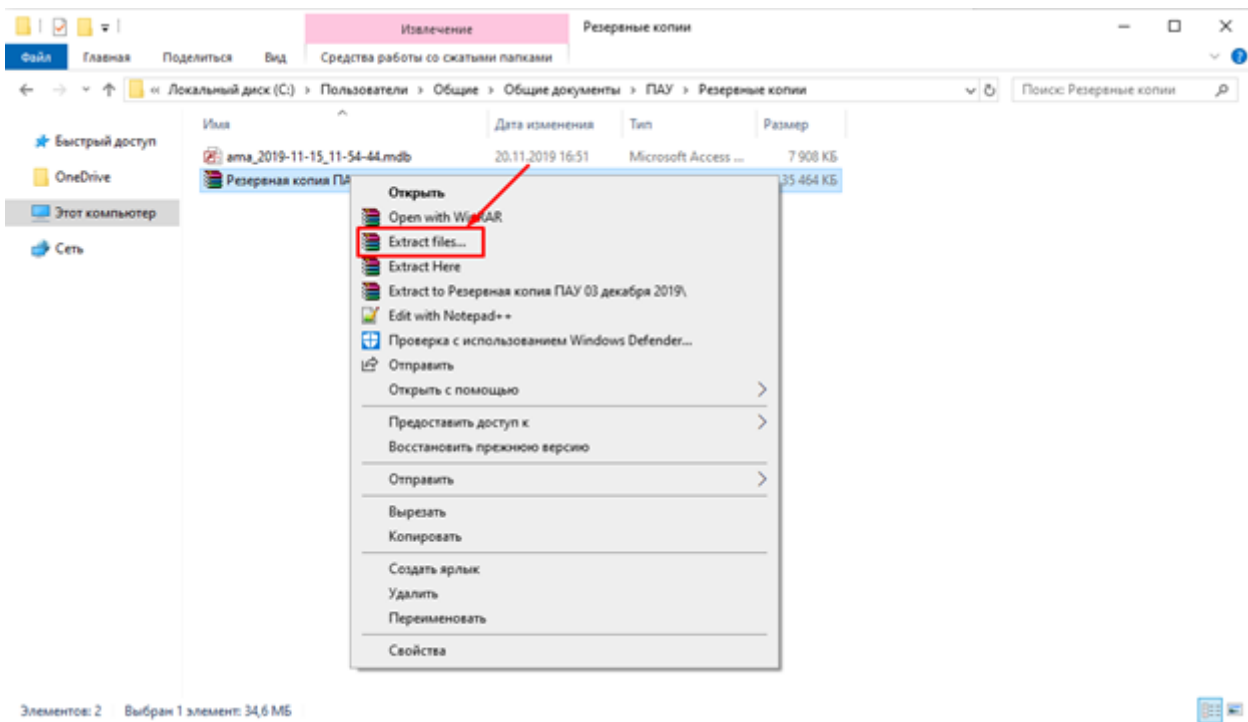 Извлечение
Резервные копии
Файл Главная Поделиться Вид Средства работы со сжатыми папками
« Локальный диск (C:) › Пользователи › Общие › Общие документы › ПАУ › Резервные копии
Поиск: Резервные копии
Имя Дата изменения Тип Размер
Быстрый доступ
OneDrive
Этот компьютер
Сеть
ama_2019-11-15_11-54-44.mdb 20.11.2019 16:51 Microsoft Access ... 7 908 КБ
Резервная копия ПА 35 464 КБ
Открыть
Open with WinRAR
Extract files...
Extract Here
Extract to Резервная копия ПАУ 03 декабря 2019\
Edit with Notepad++
Проверка с использованием Windows Defender...
Отправить
Открыть с помощью
Предоставить доступ к
Восстановить прежнюю версию
Отправить
Вырезать
Копировать
Создать ярлык
Удалить
Переименовать
Свойства
Элементов: 2 Выбран 1 элемент: 34,6 МБ